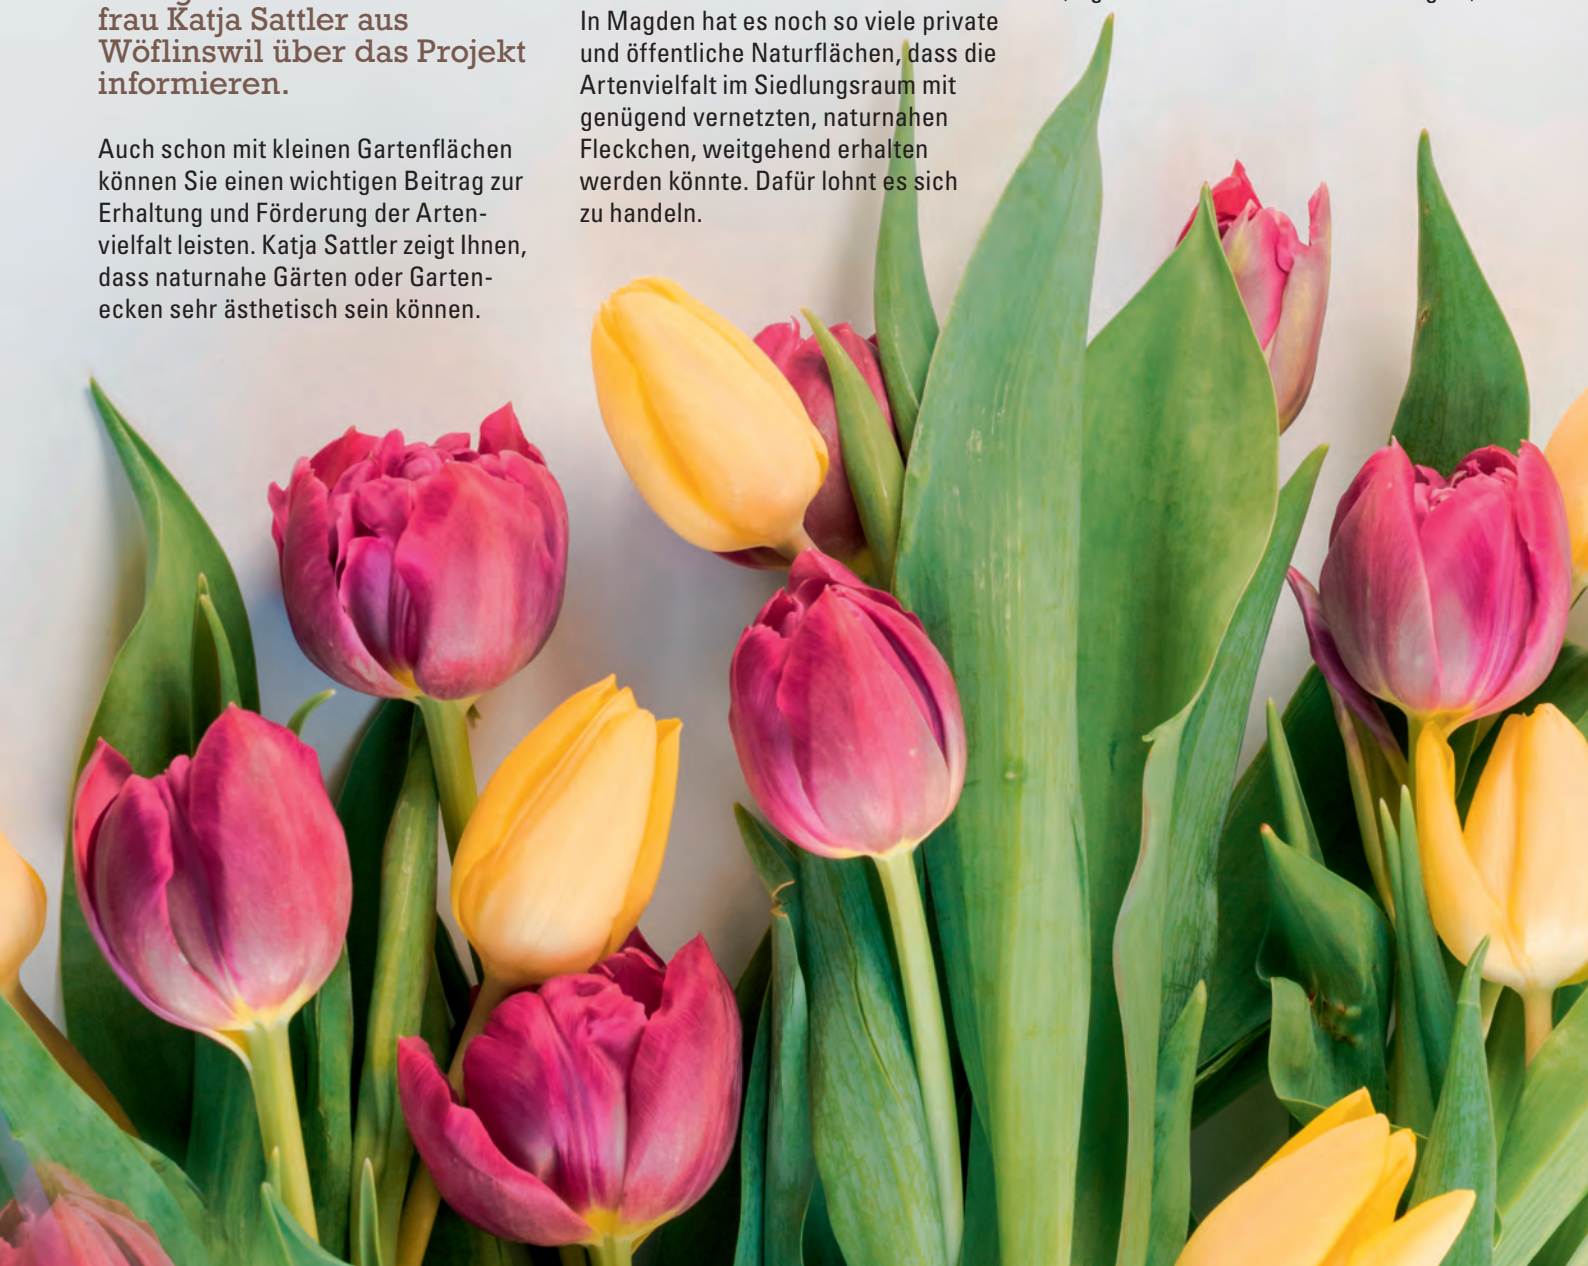 frau Katja Sattler aus
Wöflinswil über das Projekt
informieren.
Auch schon mit kleinen Gartenflächen
können Sie einen wichtigen Beitrag zur
Erhaltung und Förderung der Arten-
vielfalt leisten. Katja Sattler zeigt Ihnen,
dass naturnahe Gärten oder Garten-
ecken sehr ästhetisch sein können.
In Magden hat es noch so viele private
und öffentliche Naturflächen, dass die
Artenvielfalt im Siedlungsraum mit
genügend vernetzten, naturnahen
Fleckchen, weitgehend erhalten
werden könnte. Dafür lohnt es sich
zu handeln.